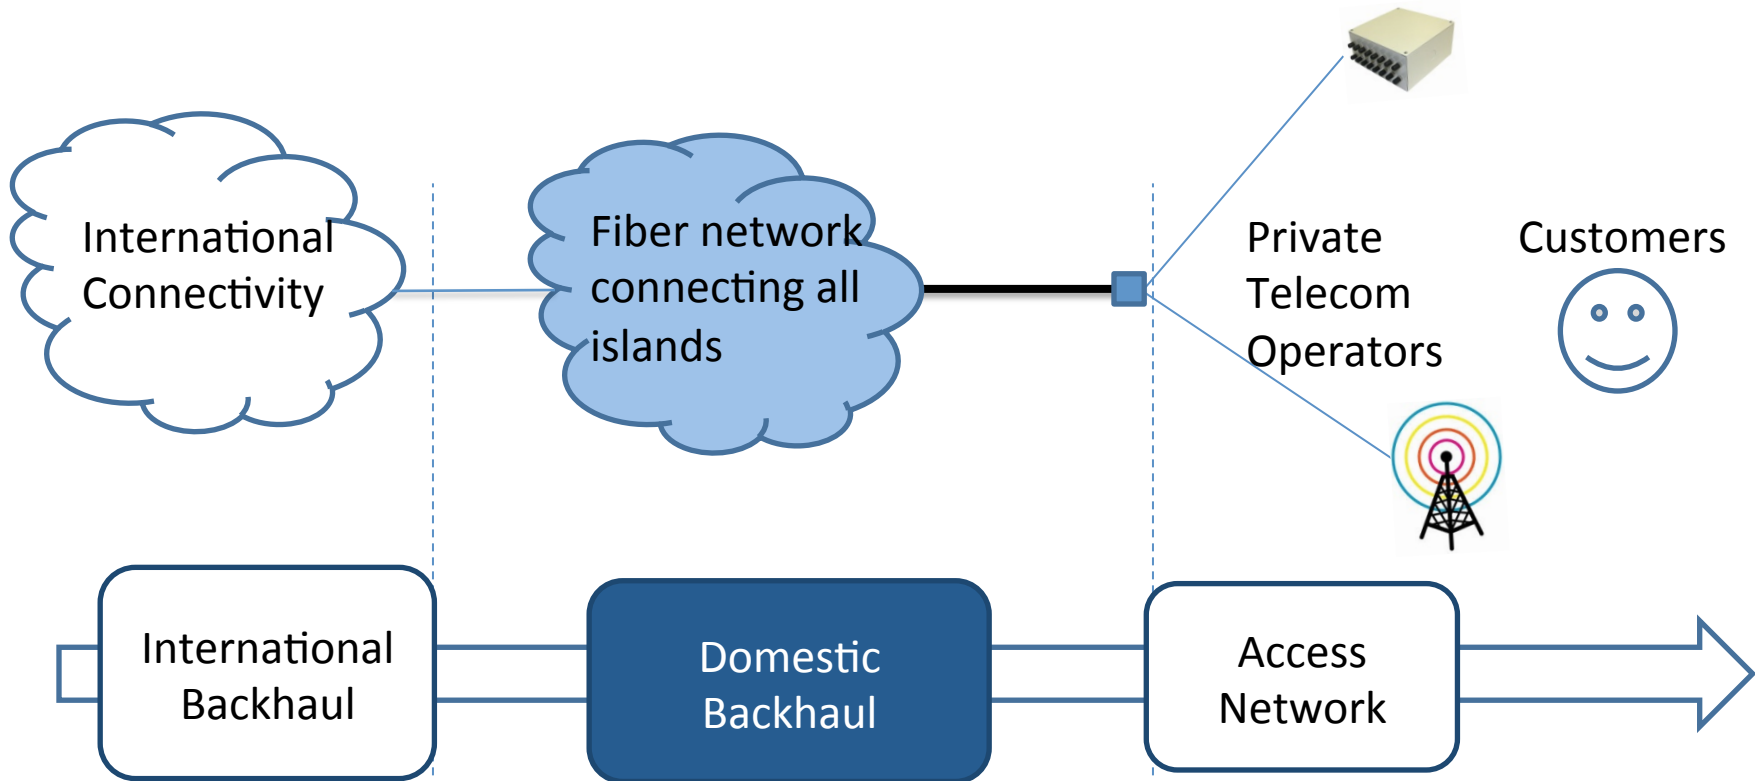 International
Connectivity
Fiber network
connecting all
islands
Private
Telecom
Operators
Customers
International
Backhaul
Domestic
Backhaul
Access
Network